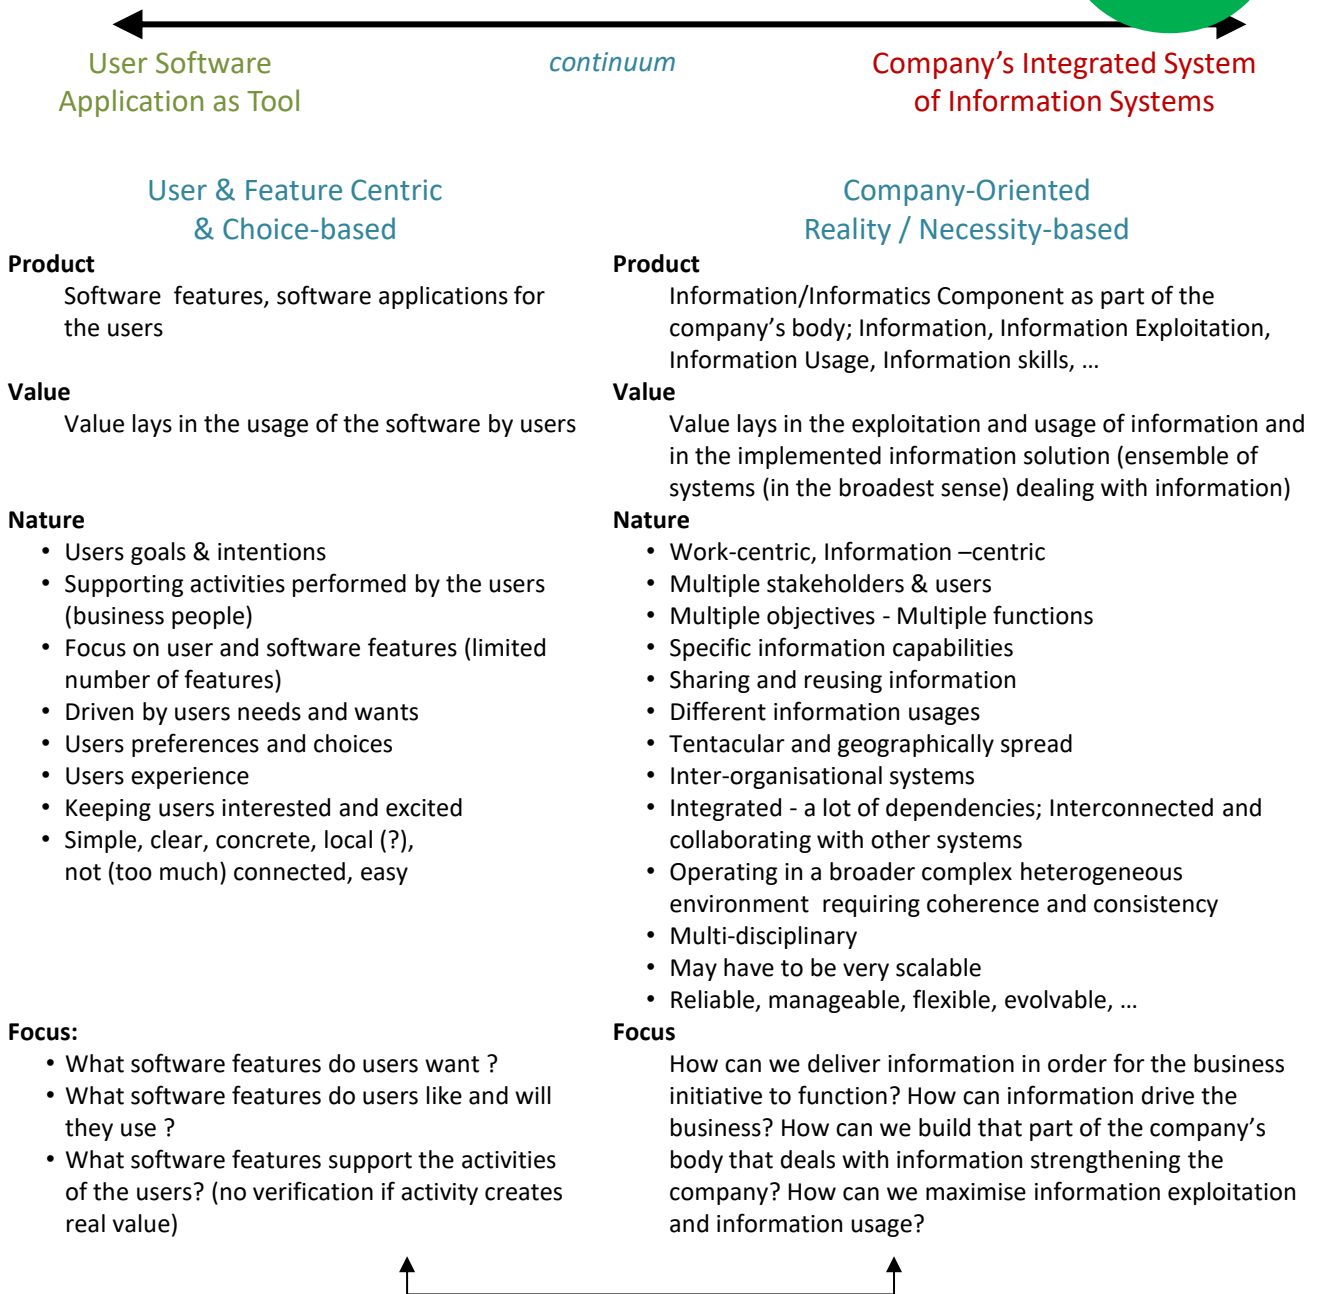 User Software
Application as Tool
continuum
Company's Integrated System
of Information Systems
User & Feature Centric
& Choice-based
Product
Software  features, software applications for
the users
Value
Value lays in the usage of the software by users
Nature
• Users goals & intentions
• Supporting activities performed by the users
(business people)
• Focus on user and software features (limited
number of features)
• Driven by users needs and wants
• Users preferences and choices
• Users experience
• Keeping users interested and excited
• Simple, clear, concrete, local (?),
not (too much) connected, easy
Focus:
• What software features do users want ?
• What software features do users like and will
they use ?
• What software features support the activities
of the users? (no verification if activity creates
real value)
Company-Oriented
Reality / Necessity-based
Product
Information/Informatics Component as part of the
company's body; Information, Information Exploitation,
Information Usage, Information skills, …
Value
Value lays in the exploitation and usage of information and
in the implemented information solution (ensemble of
systems (in the broadest sense) dealing with information)
Nature
• Work-centric, Information –centric
• Multiple stakeholders & users
• Multiple objectives - Multiple functions
• Specific information capabilities
• Sharing and reusing information
• Different information usages
• Tentacular and geographically spread
• Inter-organisational systems
• Integrated - a lot of dependencies; Interconnected and
collaborating with other systems
• Operating in a broader complex heterogeneous
environment  requiring coherence and consistency
• Multi-disciplinary
• May have to be very scalable
• Reliable, manageable, flexible, evolvable, …
Focus
How can we deliver information in order for the business
initiative to function? How can information drive the
business? How can we build that part of the company's
body that deals with information strengthening the
company? How can we maximise information exploitation
and information usage?